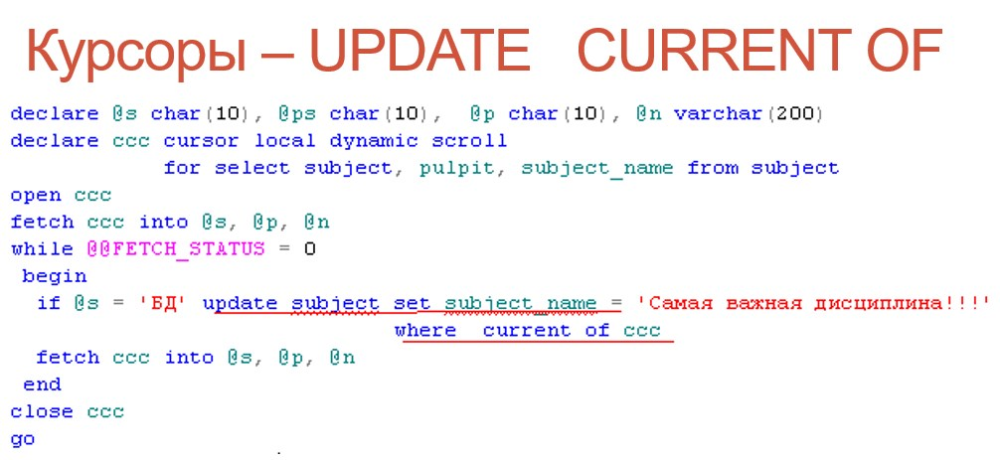 Курсоры – UPDATE CURRENT OF
declare @s char(10), @ps char(10), @p char(10), @n varchar(200)
declare ccc cursor local dynamic scroll
for select subject, pulpit, subject_name from subject
open ccc
fetch ccc into @s, @p, @n
while @@FETCH_STATUS = 0
begin
if @s = 'БД' update subject set subject_name = 'Самая важная дисциплина!!!!'
where current of ccc
fetch ccc into @s, @p, @n
end
close ccc
go